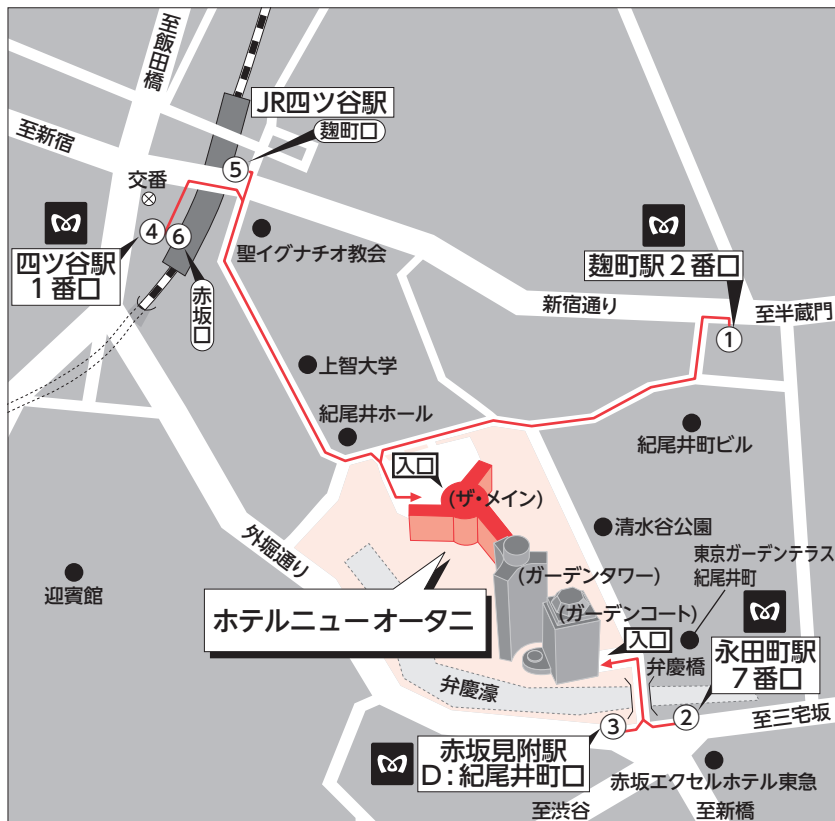 至飯田橋
JR四ツ谷駅
麹町口
至新宿
交番
⑤
④
⑥
四ツ谷駅
1番口
赤坂口
聖イグナチオ教会
麹町駅2番口
新宿通り
至半蔵門
①
上智大学
紀尾井ホール
紀尾井町ビル
入口
(ザ・メイン)
清水谷公園
外堀通り
東京ガーデンテラス
紀尾井町
迎賓館
(ガーデンタワー)
ホテルニューオータニ
(ガーデンコート)
入口
弁慶橋
永田町駅
7番口
弁慶濠
③
②
至三宅坂
赤坂見附駅
D:紀尾井町口
赤坂エクセルホテル東急
至渋谷
至新橋